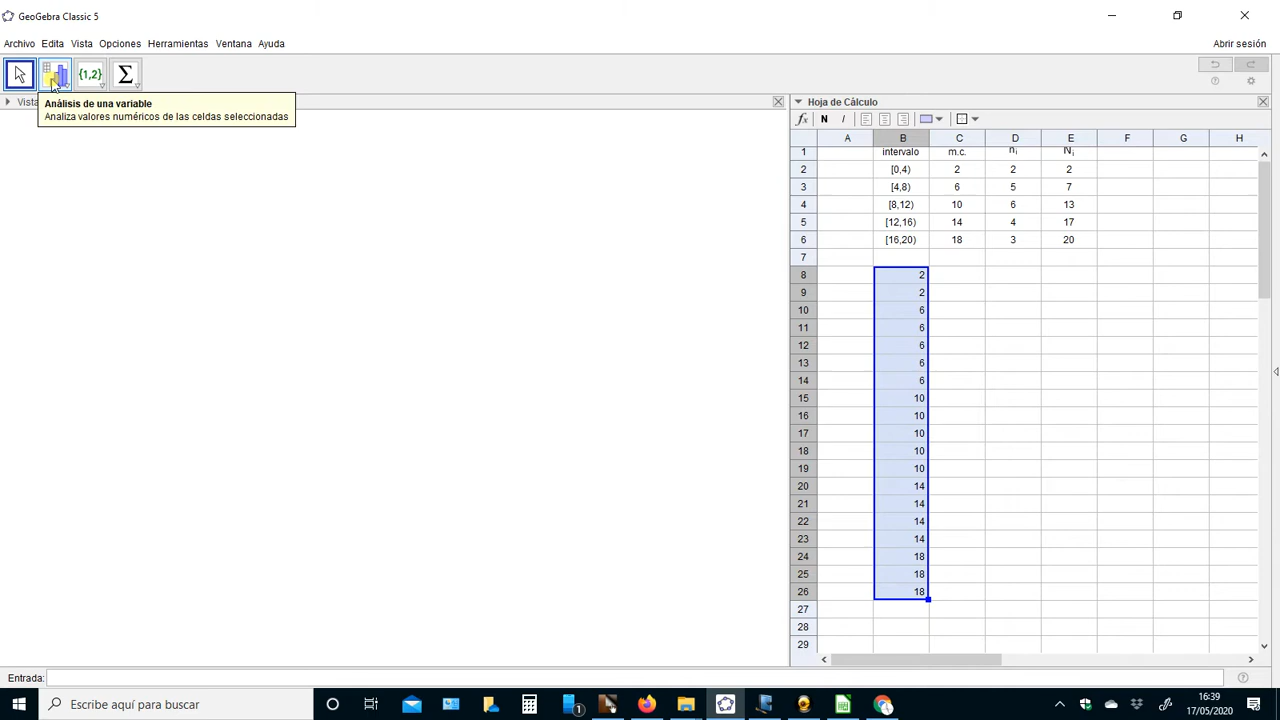 GeoGebra Classic 5
Archivo Edita Vista Opciones Herramientas Ventana Ayuda
Abrir sesión
{1,2} Σ
Vista
Análisis de una variable
Analiza valores numéricos de las celdas seleccionadas
Hoja de Cálculo
fx N I
A B C D E F G H
1 intervalo m.c. ni Ni
2 [0,4) 2 2 2
3 [4,8) 6 5 7
4 [8,12) 10 6 13
5 [12,16) 14 4 17
6 [16,20) 18 3 20
7
8 2
9 2
10 6
11 6
12 6
13 6
14 6
15 10
16 10
17 10
18 10
19 10
20 14
21 14
22 14
23 14
24 18
25 18
26 18
27
28
29
Entrada:
Escribe aquí para buscar
1
16:39
17/05/2020